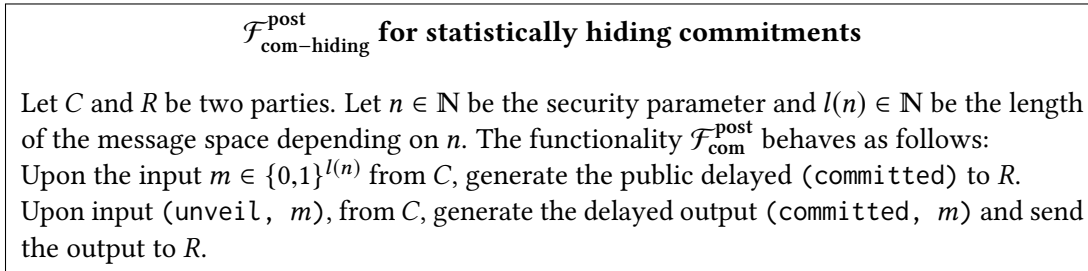 𝓕^post_com−hiding for statistically hiding commitments
Let C and R be two parties. Let n ∈ ℕ be the security parameter and l(n) ∈ ℕ be the length
of the message space depending on n. The functionality 𝓕^post_com behaves as follows:
Upon the input m ∈ {0,1}^l(n) from C, generate the public delayed (committed) to R.
Upon input (unveil, m), from C, generate the delayed output (committed, m) and send
the output to R.